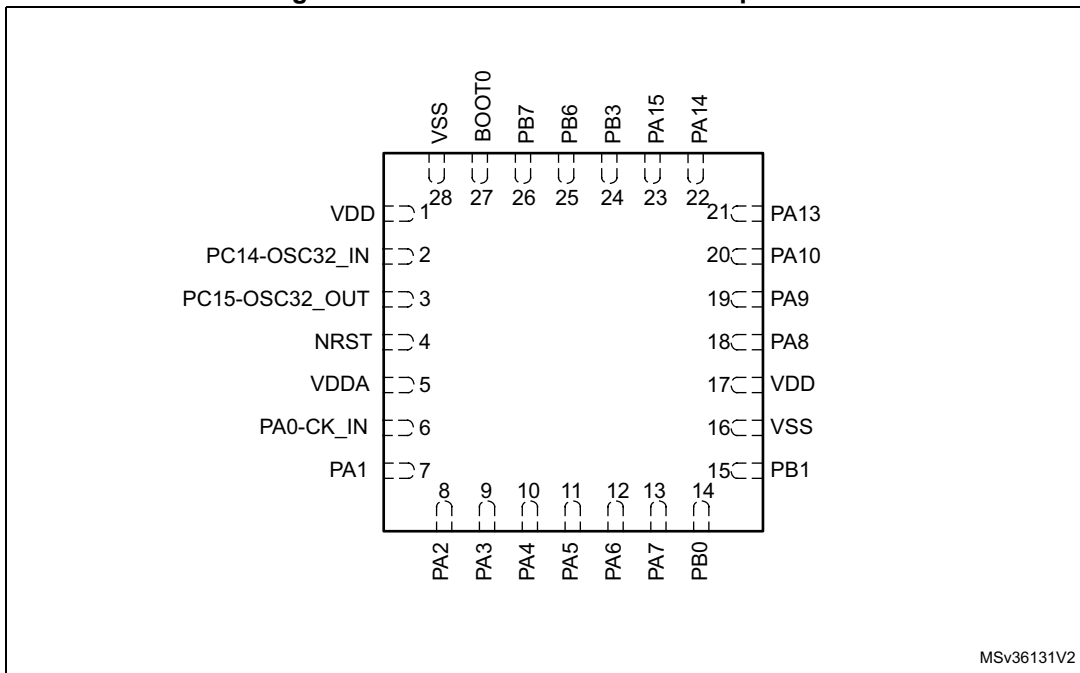 VSS
BOOT0
PB7
PB6
PB3
PA15
PA14
28
27
26
25
24
23
22
VDD 1
21 PA13
PC14-OSC32_IN 2
20 PA10
PC15-OSC32_OUT 3
19 PA9
NRST 4
18 PA8
VDDA 5
17 VDD
PA0-CK_IN 6
16 VSS
PA1 7
15 PB1
8
9
10
11
12
13
14
PA2
PA3
PA4
PA5
PA6
PA7
PB0
MSv36131V2